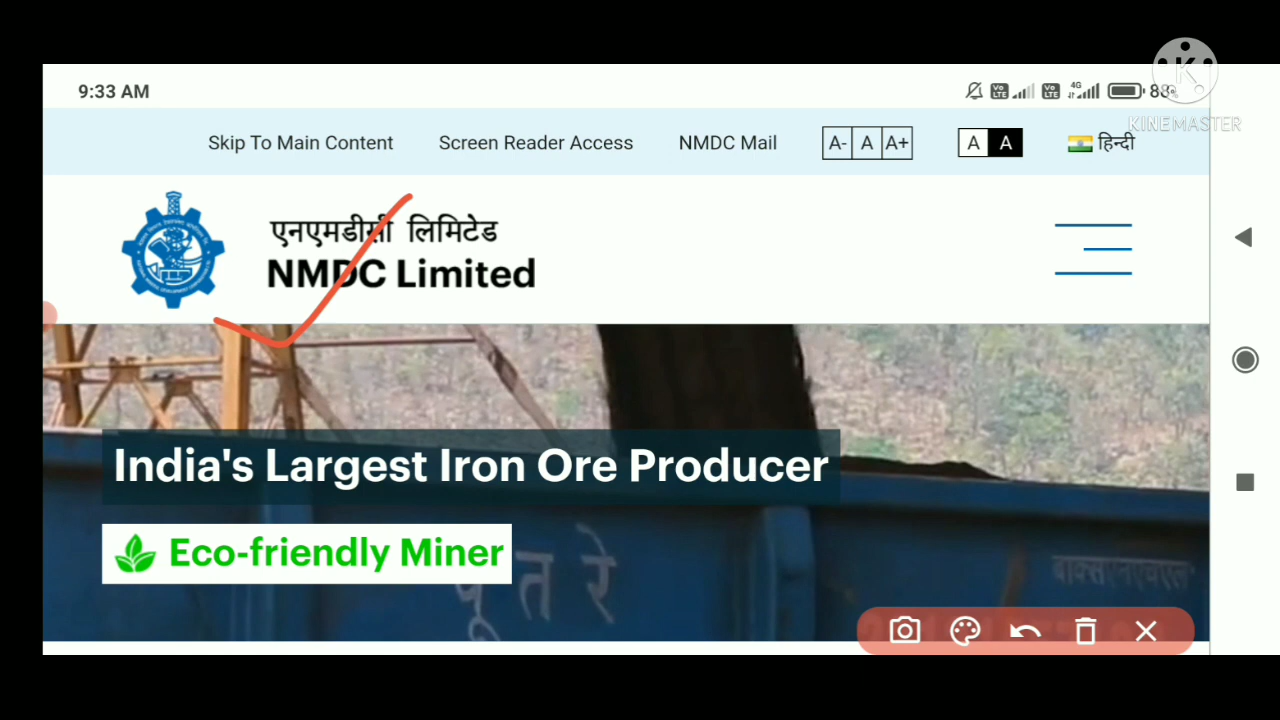 9:33 AM
4G
KINEMASTER
Skip To Main Content
Screen Reader Access
NMDC Mail
A- A A+
A A
हिन्दी
एनएमडीसी लिमिटेड
NMDC Limited
India's Largest Iron Ore Producer
Eco-friendly Miner
पू त रे